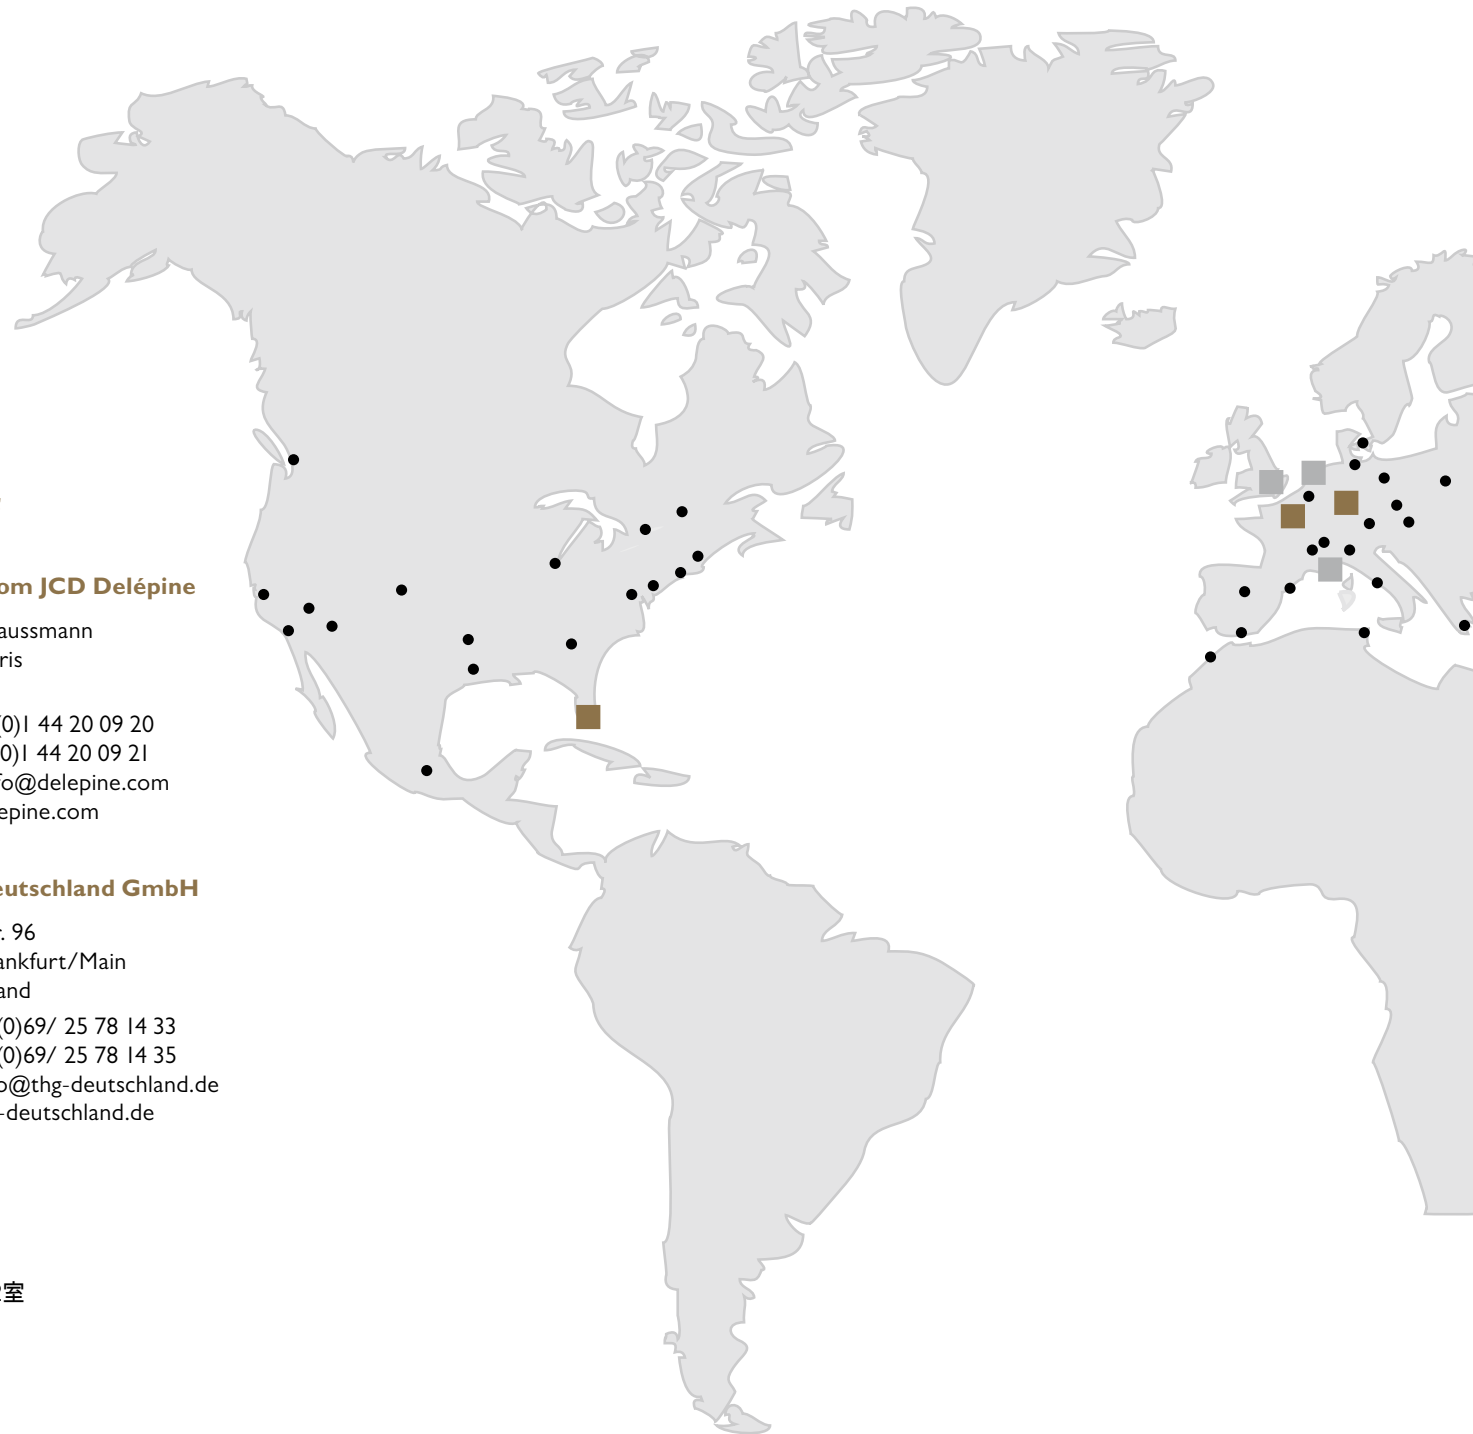 om JCD Delépine
aussmann
ris
(0)1 44 20 09 20
0)1 44 20 09 21
fo@delepine.com
epine.com
eutschland GmbH
r. 96
ankfurt/Main
and
(0)69/ 25 78 14 33
(0)69/ 25 78 14 35
o@thg-deutschland.de
-deutschland.de
室